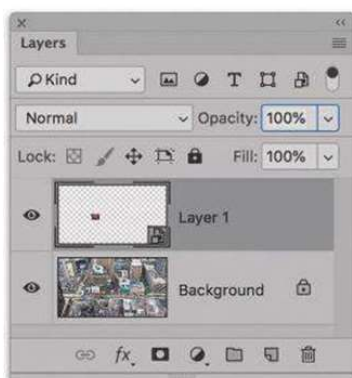 Layers
Kind
Normal Opacity: 100%
Lock: Fill: 100%
Layer 1
Background
fx